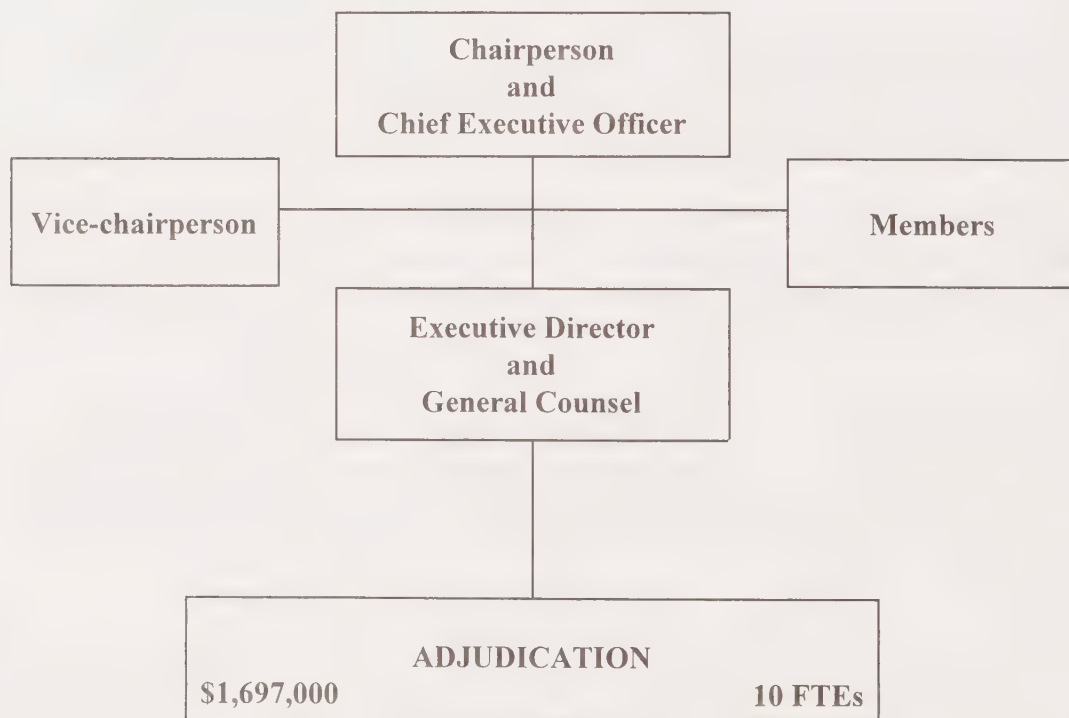 Chairperson
and
Chief Executive Officer
Vice-chairperson
Members
Executive Director
and
General Counsel
ADJUDICATION
$1,697,000 10 FTEs